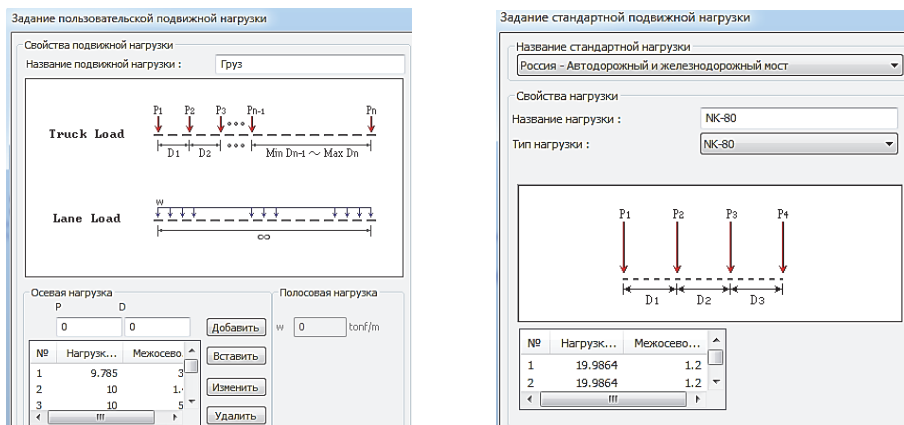 Задание пользовательской подвижной нагрузки
Свойства подвижной нагрузки
Название подвижной нагрузки :
Груз
P1 P2 P3 Pn-1 Pn
Truck Load
D1 D2 Min Dn-1 ~ Max Dn
w
Lane Load
∞
Осевая нагрузка
P D
0 0 Добавить
№ Нагрузк... Межосево.
Вставить
1 9.785 3
2 10 1.
Изменить
3 10 5
Удалить
Полосовая нагрузка
w 0 tonf/m
Задание стандартной подвижной нагрузки
Название стандартной нагрузки
Россия - Автодорожный и железнодорожный мост
Свойства нагрузки
Название нагрузки : NK-80
Тип нагрузки : NK-80
P1 P2 P3 P4
D1 D2 D3
№ Нагрузк... Межосево...
1 19.9864 1.2
2 19.9864 1.2